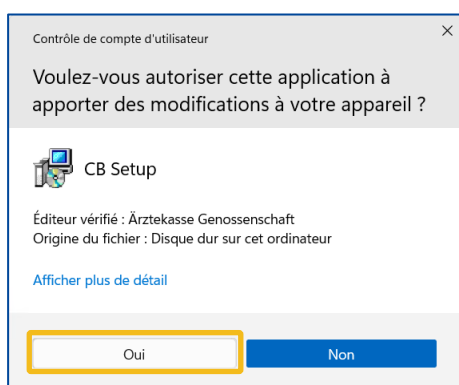 Contrôle de compte d'utilisateur
Voulez-vous autoriser cette application à
apporter des modifications à votre appareil ?
CB Setup
Éditeur vérifié : Ärztekasse Genossenschaft
Origine du fichier : Disque dur sur cet ordinateur
Afficher plus de détail
Oui
Non